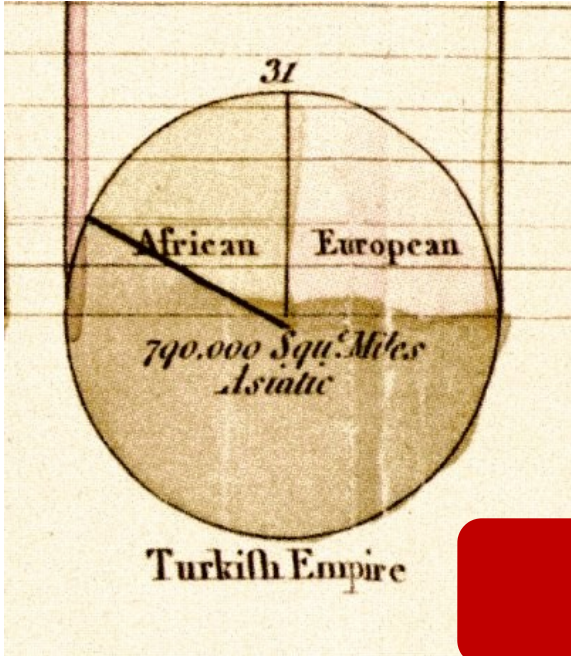 31
African European
790.000 Squ.ᵉ Miles
Asiatic
Turkiſh Empire